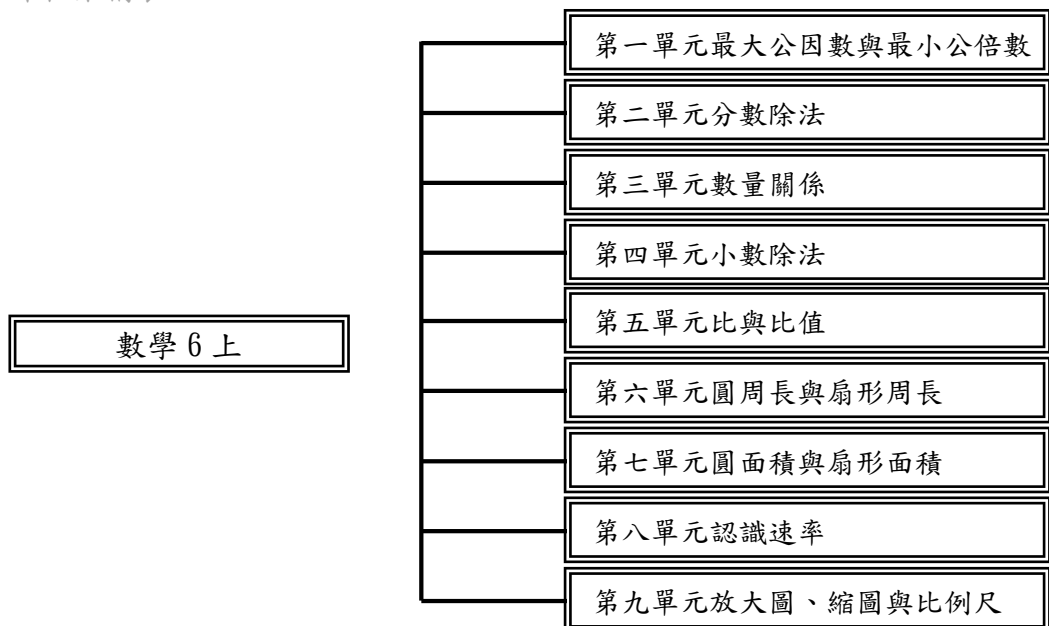 第一單元最大公因數與最小公倍數
第二單元分數除法
第三單元數量關係
第四單元小數除法
第五單元比與比值
數學6上
第六單元圓周長與扇形周長
第七單元圓面積與扇形面積
第八單元認識速率
第九單元放大圖、縮圖與比例尺